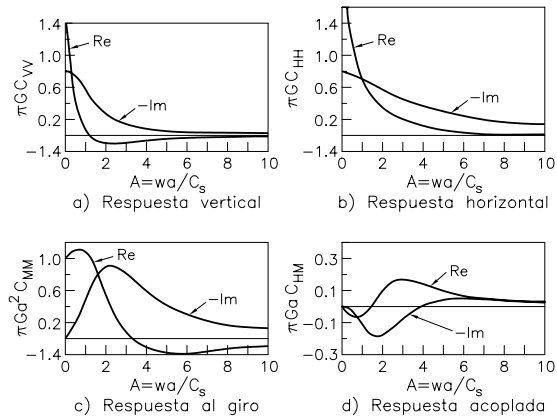 1.4
1.0
0.6
0.2
−1.4
πGC_VV
Re
−Im
0 2 4 6 8 10
A=wa/C_s
a) Respuesta vertical
1.4
1.0
0.6
0.2
−1.4
πGC_HH
Re
−Im
0 2 4 6 8 10
A=wa/C_s
b) Respuesta horizontal
1.0
0.6
0.2
−1.4
πGa² C_MM
Re
−Im
0 2 4 6 8 10
A=wa/C_s
c) Respuesta al giro
0.3
0.1
−0.1
−0.3
πGaC_HM
Re
−Im
0 2 4 6 8 10
A=wa/C_s
d) Respuesta acoplada